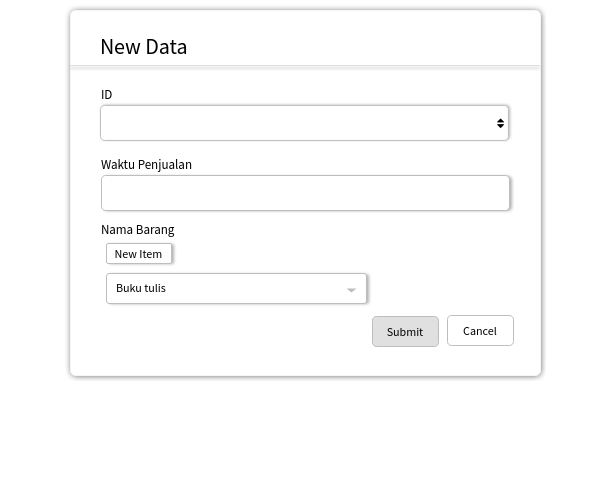 New Data
ID
Waktu Penjualan
Nama Barang
New Item
Buku tulis
Submit Cancel